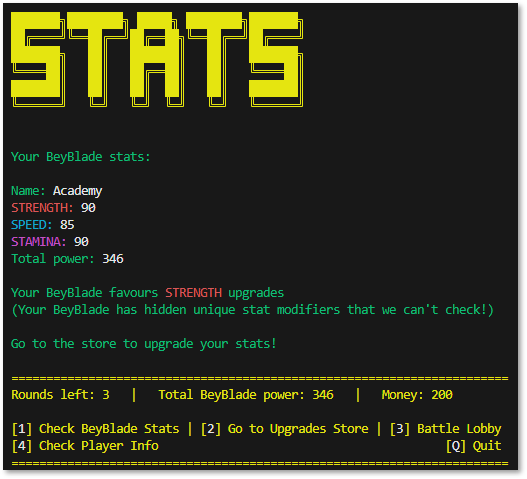 STATS
Your BeyBlade stats:
Name: Academy
STRENGTH: 90
SPEED: 85
STAMINA: 90
Total power: 346
Your BeyBlade favours STRENGTH upgrades
(Your BeyBlade has hidden unique stat modifiers that we can't check!)
Go to the store to upgrade your stats!
=======================================================================
Rounds left: 3 | Total BeyBlade power: 346 | Money: 200
[1] Check BeyBlade Stats | [2] Go to Upgrades Store | [3] Battle Lobby
[4] Check Player Info [Q] Quit
=======================================================================